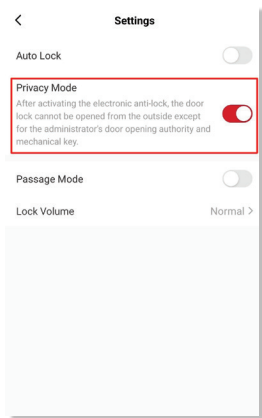 Settings
Auto Lock
Privacy Mode
After activating the electronic anti-lock, the door
lock cannot be opened from the outside except
for the administrator's door opening authority and
mechanical key.
Passage Mode
Lock Volume Normal >